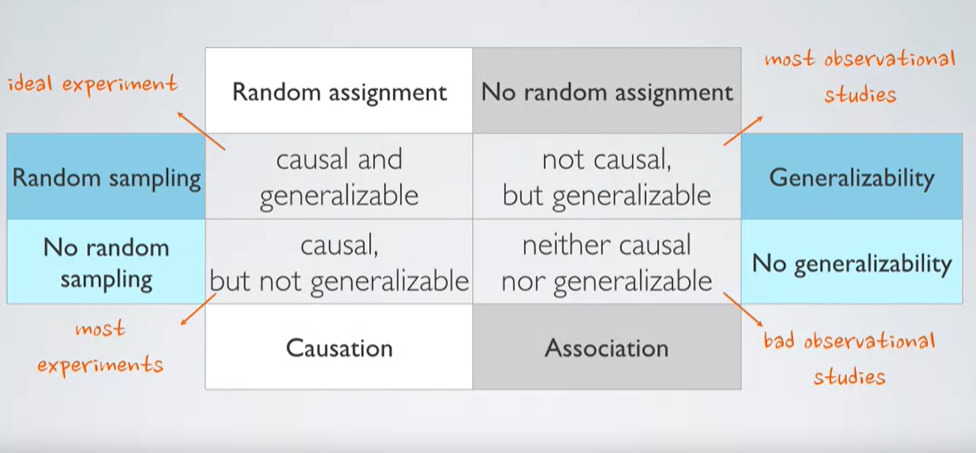 ideal experiment
Random assignment
No random assignment
most observational
studies
Random sampling
causal and
generalizable
not causal,
but generalizable
Generalizability
No random
sampling
causal,
but not generalizable
neither causal
nor generalizable
No generalizability
most
experiments
Causation
Association
bad observational
studies